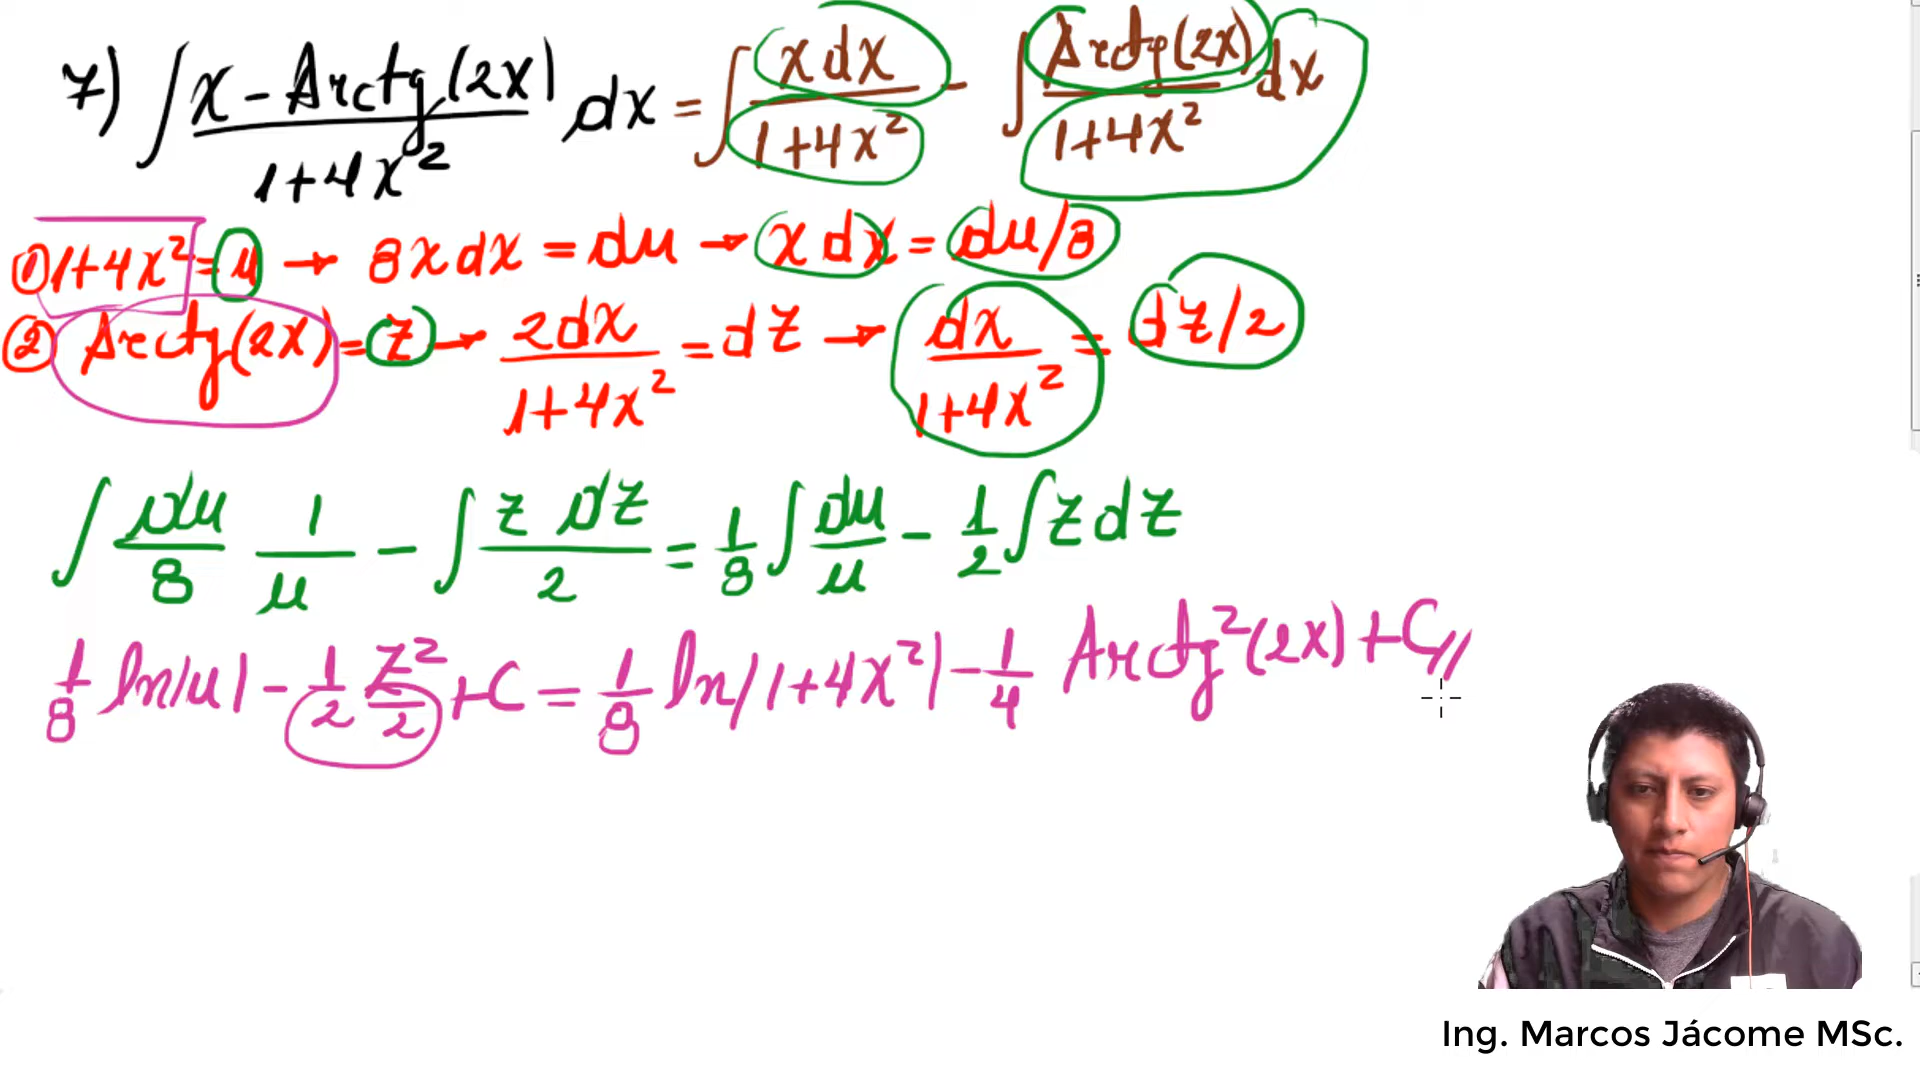 7) ∫ x - Arctg(2x) / 1+4x² dx = ∫ x dx / 1+4x² - ∫ Arctg(2x) / 1+4x² dx
① 1+4x² = u → 8x dx = du → x dx = du/8
② Arctg(2x) = z → 2dx / 1+4x² = dz → dx / 1+4x² = dz/2
∫ du/8 1/u - ∫ z dz / 2 = 1/8 ∫ du/u - 1/2 ∫ z dz
1/8 ln|u| - 1/2 z²/2 + C = 1/8 ln|1+4x²| - 1/4 Arctg²(2x) + C //
Ing. Marcos Jácome MSc.